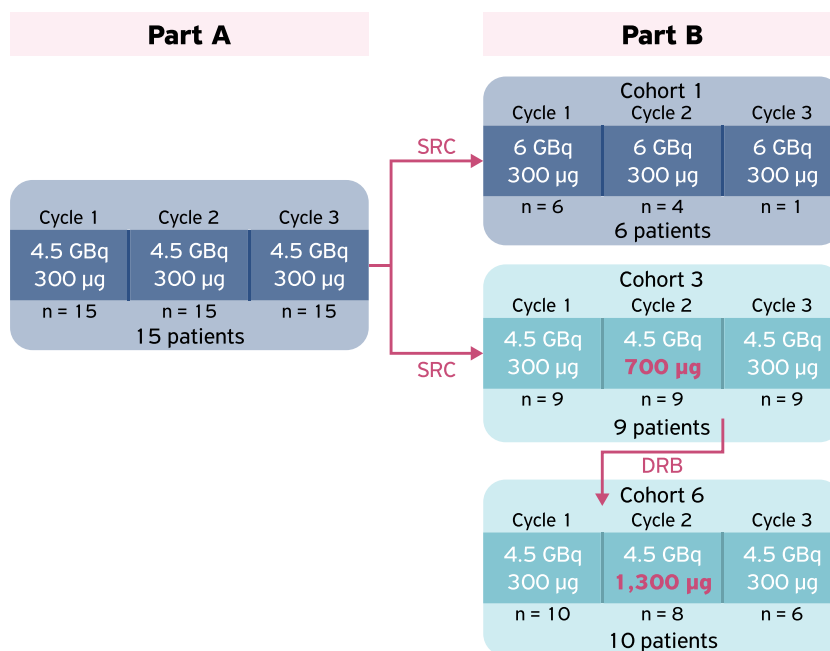 Part A
Part B
Cycle 1 Cycle 2 Cycle 3
4.5 GBq 4.5 GBq 4.5 GBq
300 µg 300 µg 300 µg
n = 15 n = 15 n = 15
15 patients
SRC
SRC
Cohort 1
Cycle 1 Cycle 2 Cycle 3
6 GBq 6 GBq 6 GBq
300 µg 300 µg 300 µg
n = 6 n = 4 n = 1
6 patients
Cohort 3
Cycle 1 Cycle 2 Cycle 3
4.5 GBq 4.5 GBq 4.5 GBq
300 µg 700 µg 300 µg
n = 9 n = 9 n = 9
9 patients
DRB
Cohort 6
Cycle 1 Cycle 2 Cycle 3
4.5 GBq 4.5 GBq 4.5 GBq
300 µg 1,300 µg 300 µg
n = 10 n = 8 n = 6
10 patients